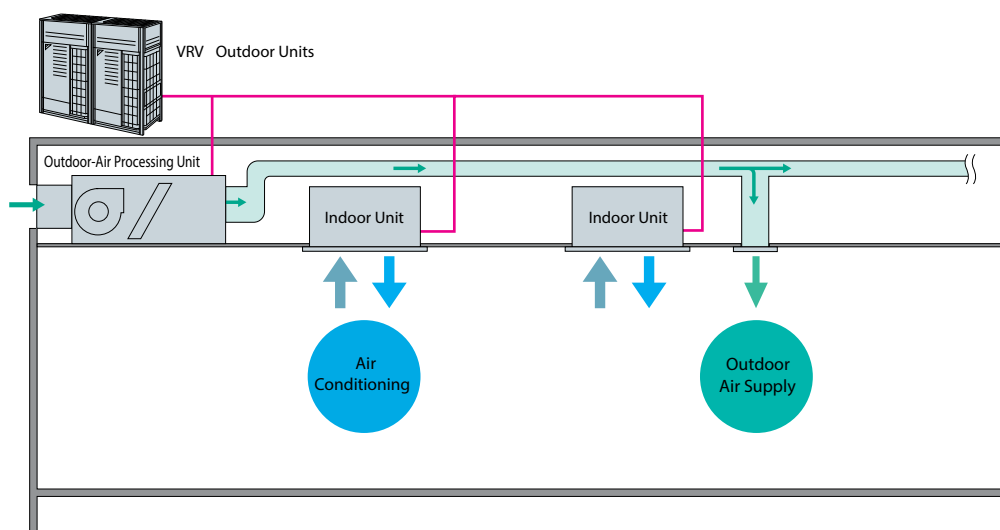 VRV Outdoor Units
Outdoor-Air Processing Unit
Indoor Unit
Indoor Unit
Air
Conditioning
Outdoor
Air Supply